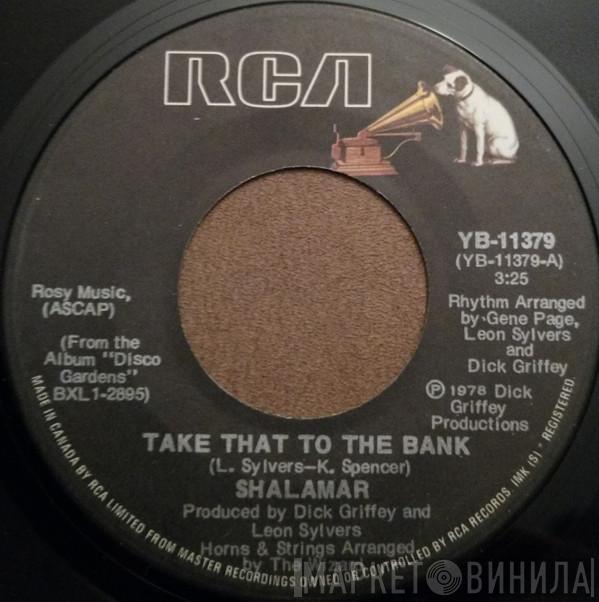 RCA
YB-11379
(YB-11379-A)
3:25
Rhythm Arranged
by Gene Page,
Leon Sylvers
and
Dick Griffey
Ⓟ 1978 Dick
Griffey
Productions
Rosy Music,
(ASCAP)
(From the
Album "Disco
Gardens"
(BXL1-2895)
TAKE THAT TO THE BANK
(L. Sylvers-K. Spencer)
SHALAMAR
Produced by Dick Griffey and
Leon Sylvers
Horns & Strings Arranged
by The Wizard
MADE IN CANADA BY RCA LIMITED FROM MASTER RECORDINGS OWNED OR CONTROLLED BY RCA RECORDS. IMK (S) • REGISTERED.
МАРКЕТ ВИНИЛА